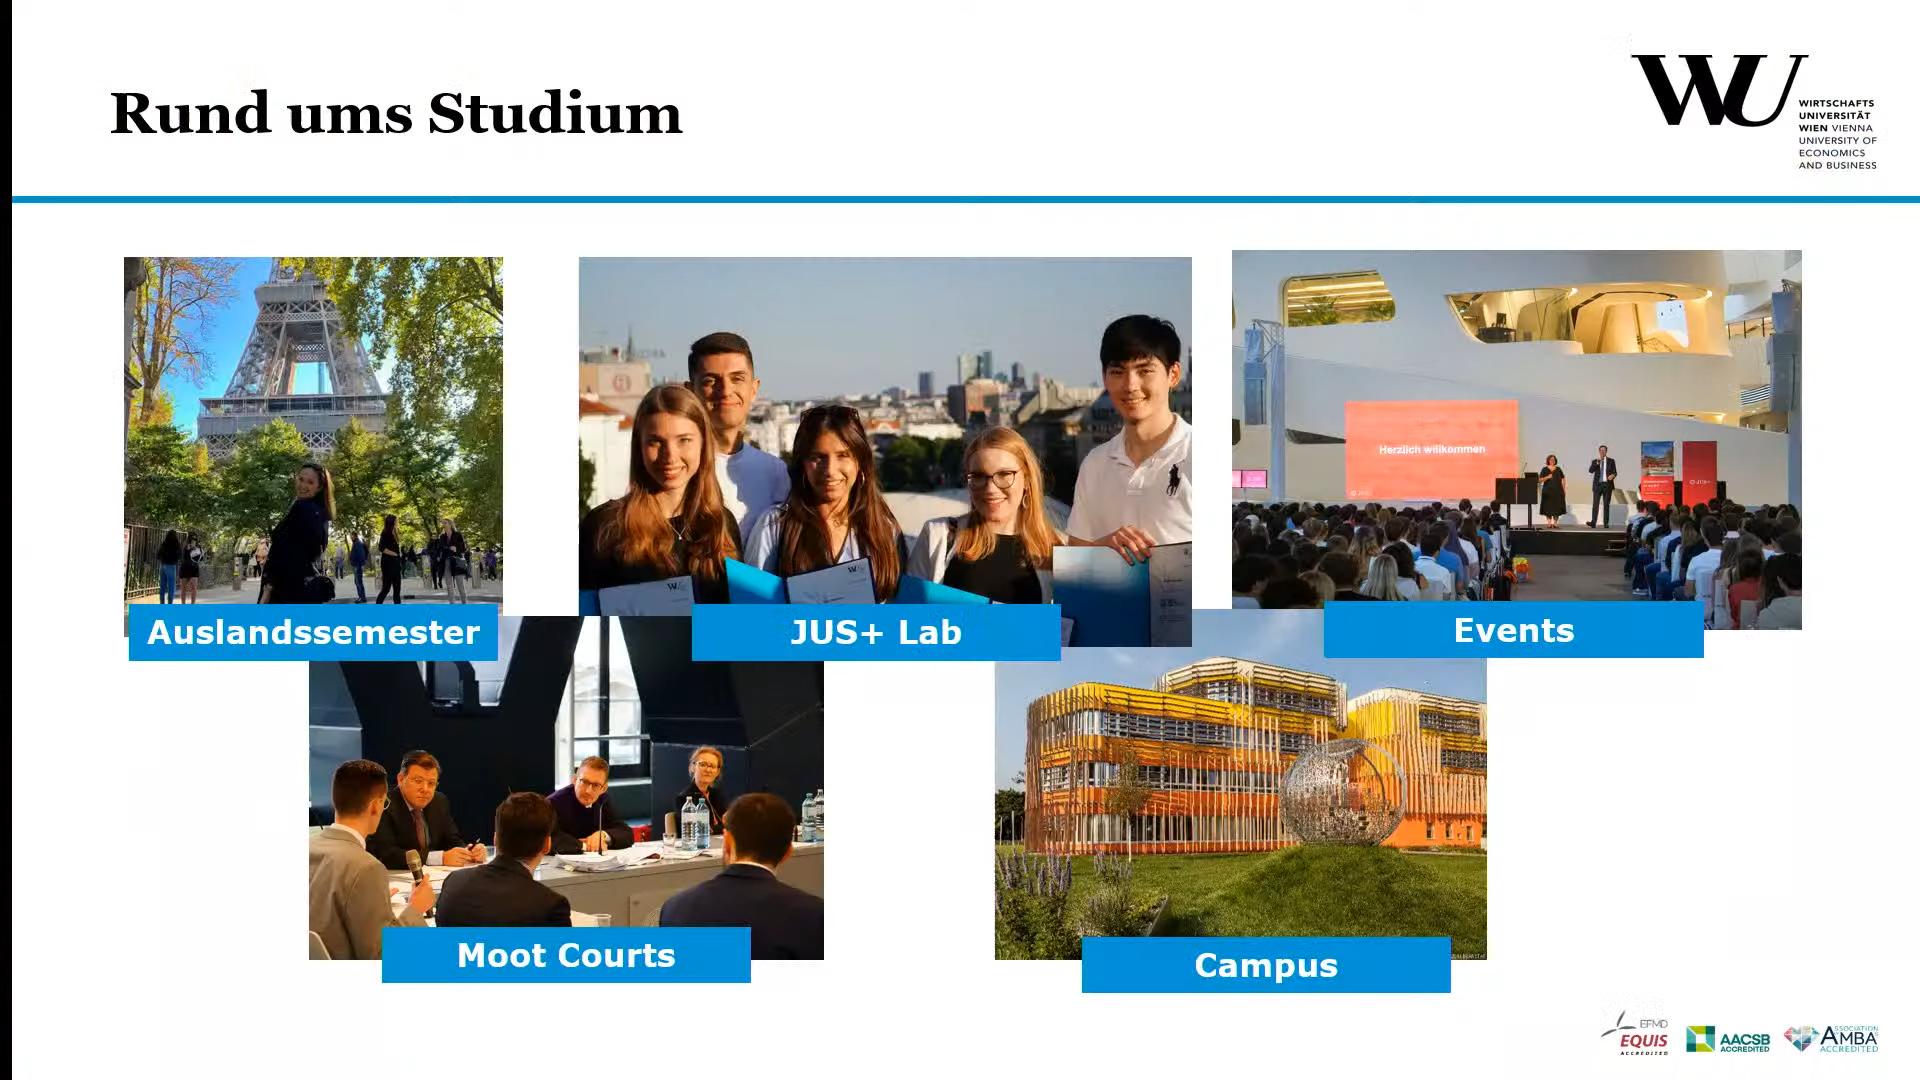 Rund ums Studium
WU
WIRTSCHAFTS
UNIVERSITÄT
WIEN VIENNA
UNIVERSITY OF
ECONOMICS
AND BUSINESS
Herzlich willkommen
Auslandssemester
JUS+ Lab
Events
Moot Courts
Campus
EFMD
EQUIS
ACCREDITED
AACSB
ACCREDITED
ASSOCIATION
AMBA
ACCREDITED